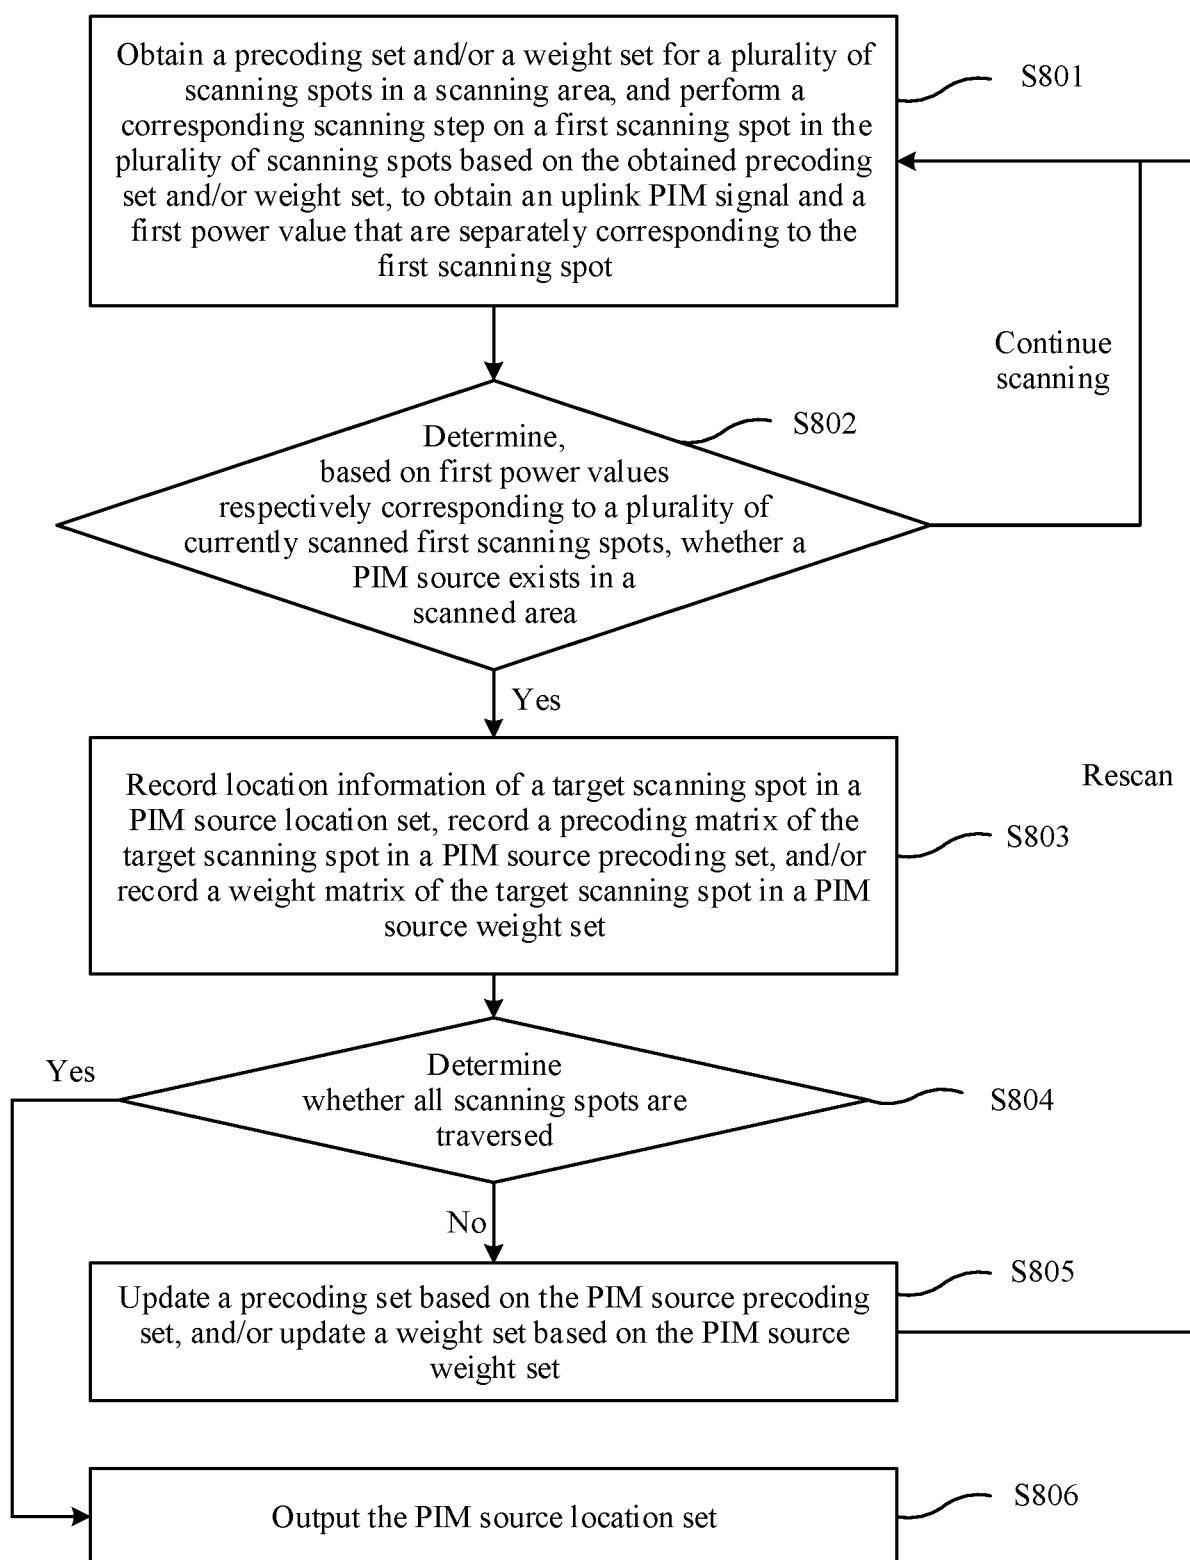 Obtain a precoding set and/or a weight set for a plurality of
scanning spots in a scanning area, and perform a
corresponding scanning step on a first scanning spot in the
plurality of scanning spots based on the obtained precoding
set and/or weight set, to obtain an uplink PIM signal and a
first power value that are separately corresponding to the
first scanning spot
S801
Continue
scanning
S802
Determine,
based on first power values
respectively corresponding to a plurality of
currently scanned first scanning spots, whether a
PIM source exists in a
scanned area
Yes
Rescan
Record location information of a target scanning spot in a
PIM source location set, record a precoding matrix of the
target scanning spot in a PIM source precoding set, and/or
record a weight matrix of the target scanning spot in a PIM
source weight set
S803
Yes
Determine
whether all scanning spots are
traversed
S804
No
Update a precoding set based on the PIM source precoding
set, and/or update a weight set based on the PIM source
weight set
S805
Output the PIM source location set
S806